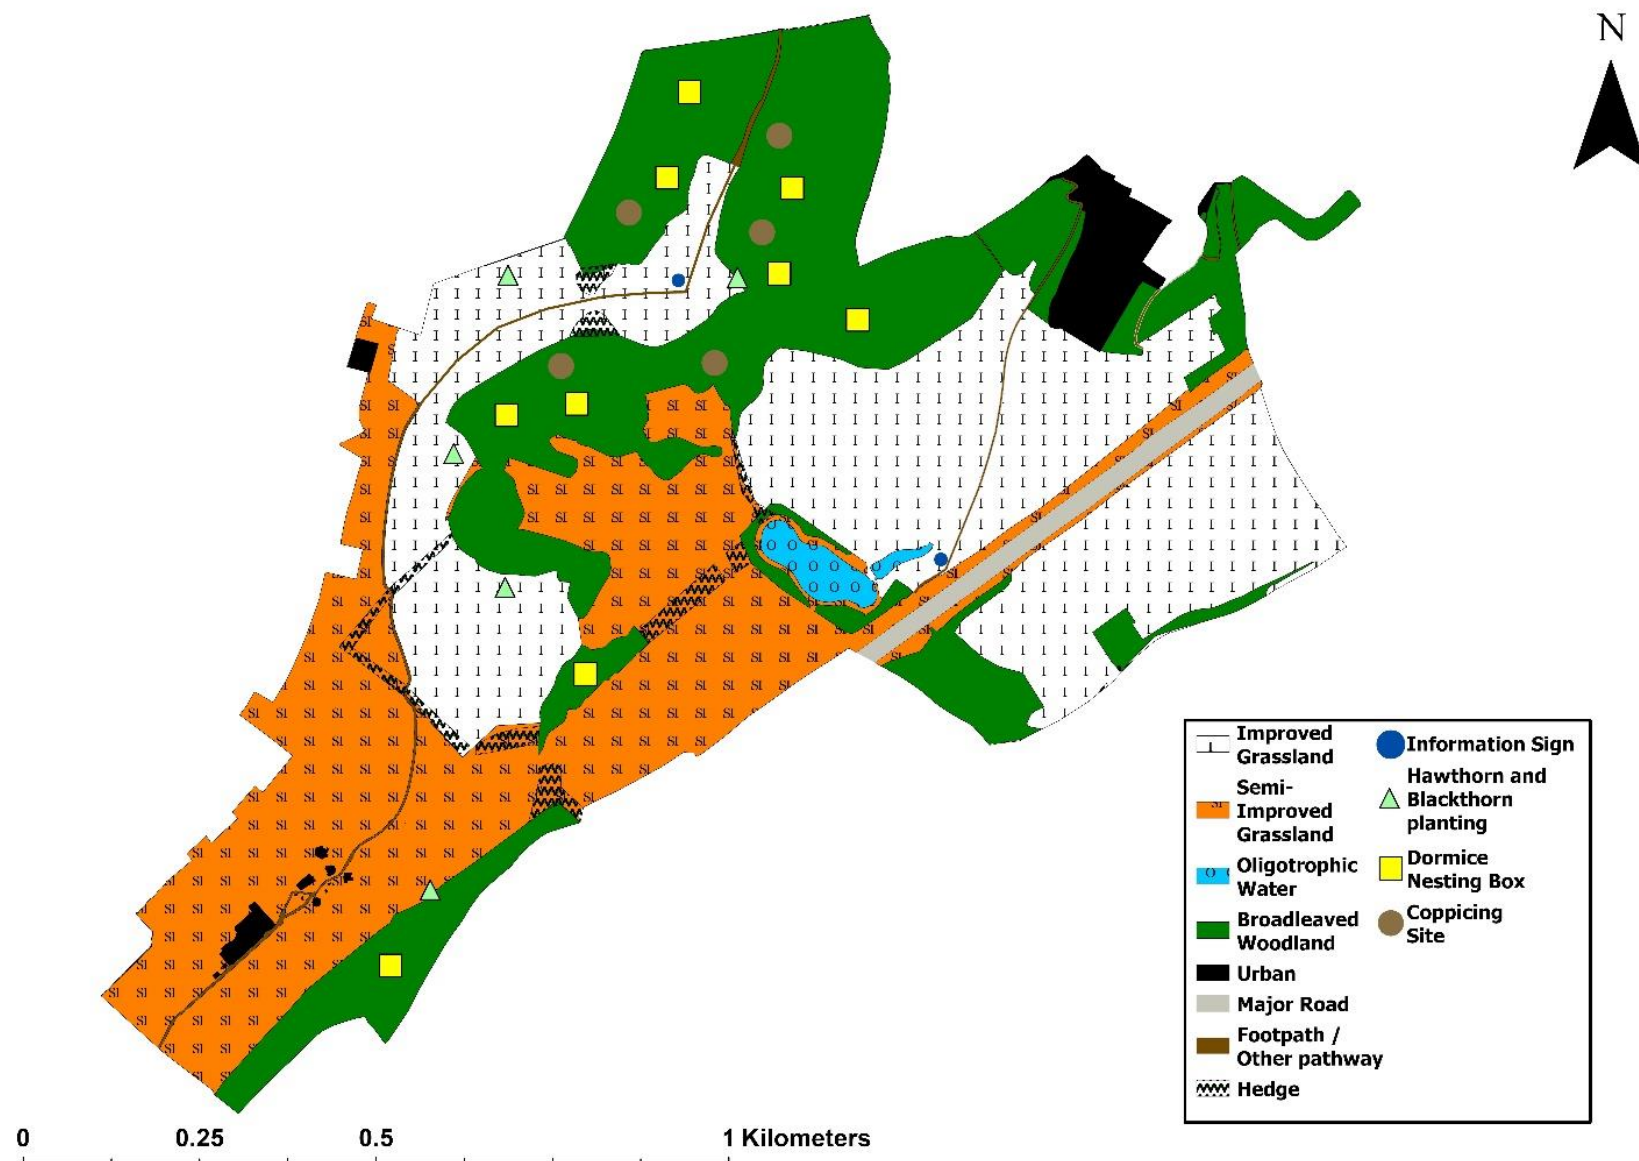 N
Improved
Grassland
Semi-
Improved
Grassland
Oligotrophic
Water
Broadleaved
Woodland
Urban
Major Road
Footpath /
Other pathway
Hedge
Information Sign
Hawthorn and
Blackthorn
planting
Dormice
Nesting Box
Coppicing
Site
0 0.25 0.5 1 Kilometers